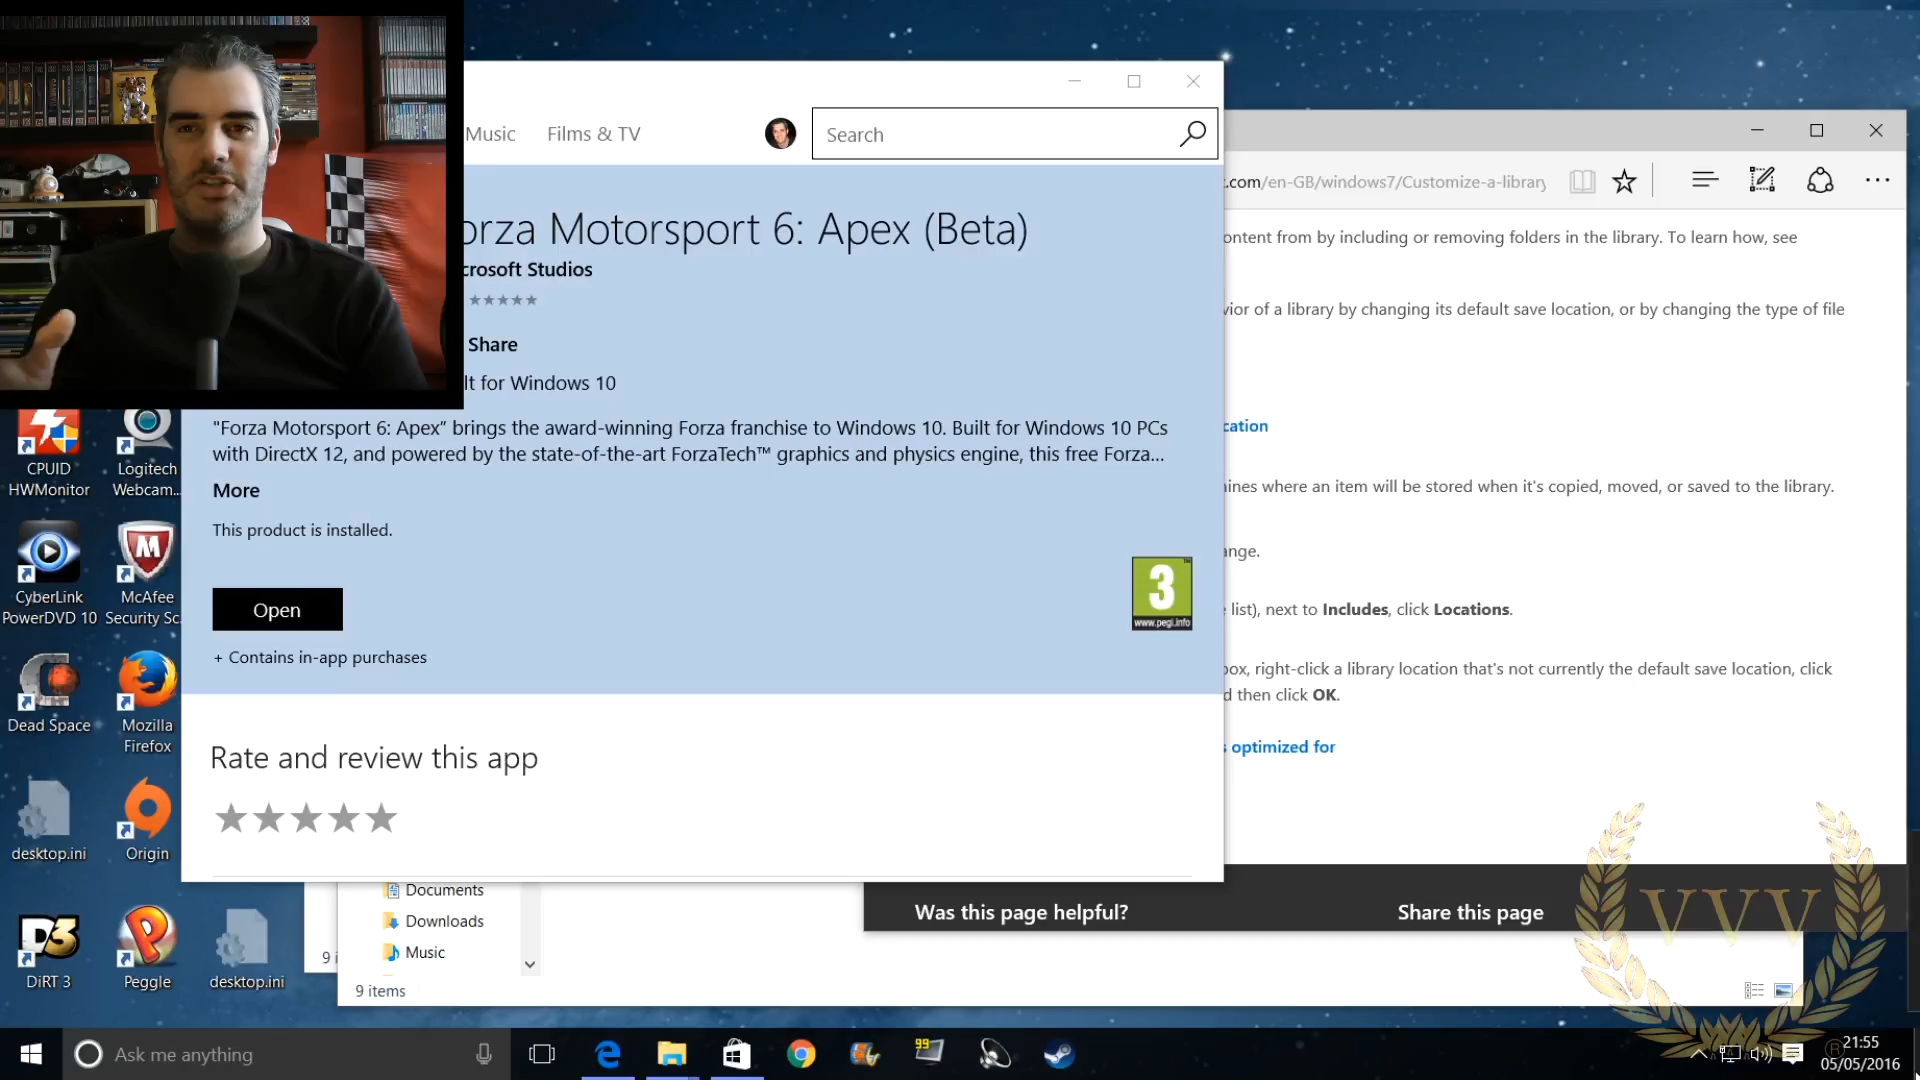 Music
Films & TV
Search
orza Motorsport 6: Apex (Beta)
crosoft Studios
Share
lt for Windows 10
"Forza Motorsport 6: Apex” brings the award-winning Forza franchise to Windows 10. Built for Windows 10 PCs
with DirectX 12, and powered by the state-of-the-art ForzaTech™ graphics and physics engine, this free Forza...
More
This product is installed.
Open
+ Contains in-app purchases
3
www.pegi.info
Rate and review this app
.com/en-GB/windows7/Customize-a-library
ontent from by including or removing folders in the library. To learn how, see
vior of a library by changing its default save location, or by changing the type of file
cation
ines where an item will be stored when it's copied, moved, or saved to the library.
ange.
list), next to Includes, click Locations.
box, right-click a library location that's not currently the default save location, click
d then click OK.
s optimized for
Was this page helpful?
Share this page
VVV
CPUID
HWMonitor
Logitech
Webcam...
CyberLink
PowerDVD 10
McAfee
Security Sc.
Dead Space
Mozilla
Firefox
desktop.ini
Origin
D3
DiRT 3
Peggle
desktop.ini
Documents
Downloads
Music
9 i
9 items
Ask me anything
99
21:55
05/05/2016